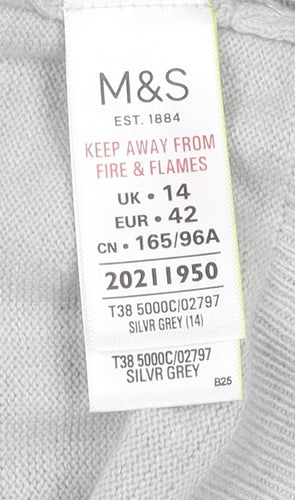 M&S
EST. 1884
KEEP AWAY FROM
FIRE & FLAMES
UK • 14
EUR • 42
CN • 165/96A
20211950
T38 5000C/02797
SILVR GREY (14)
T38 5000C/02797
SILVR GREY
B25